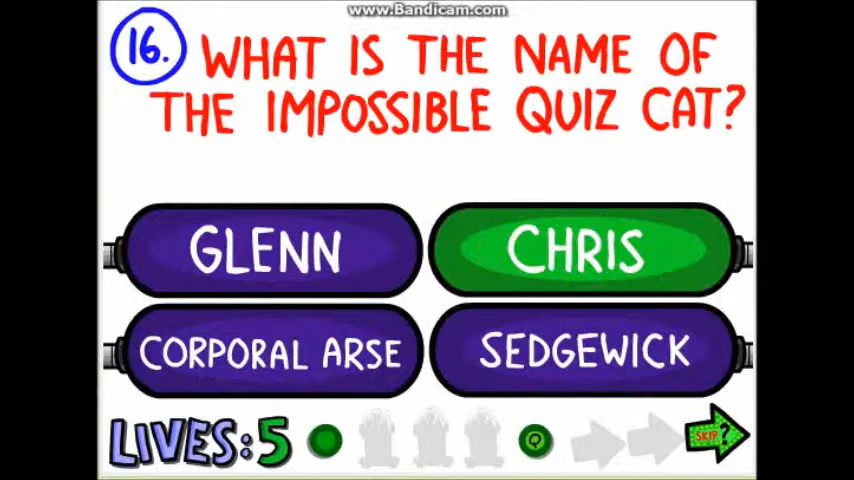 www.Bandicam.com
16. WHAT IS THE NAME OF
THE IMPOSSIBLE QUIZ CAT?
GLENN
CHRIS
CORPORAL ARSE
SEDGEWICK
LIVES: 5
SKIP?